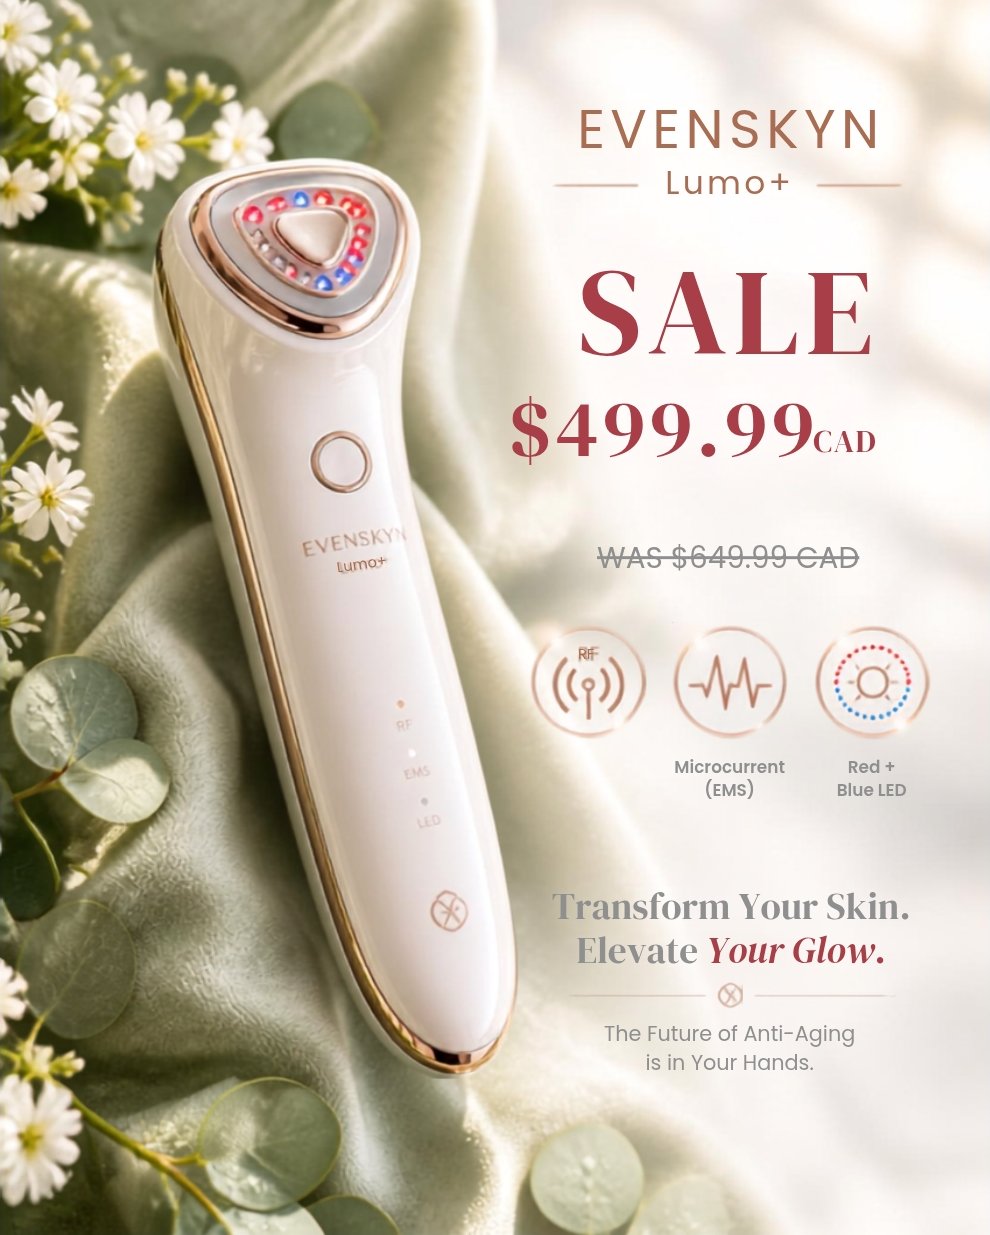 EVENSKYN
Lumo+
SALE
$499.99CAD
WAS $649.99 CAD
RF
Microcurrent
(EMS)
Red +
Blue LED
Transform Your Skin.
Elevate Your Glow.
The Future of Anti-Aging
is in Your Hands.
EVENSKYN
Lumo+
RF
EMS
LED